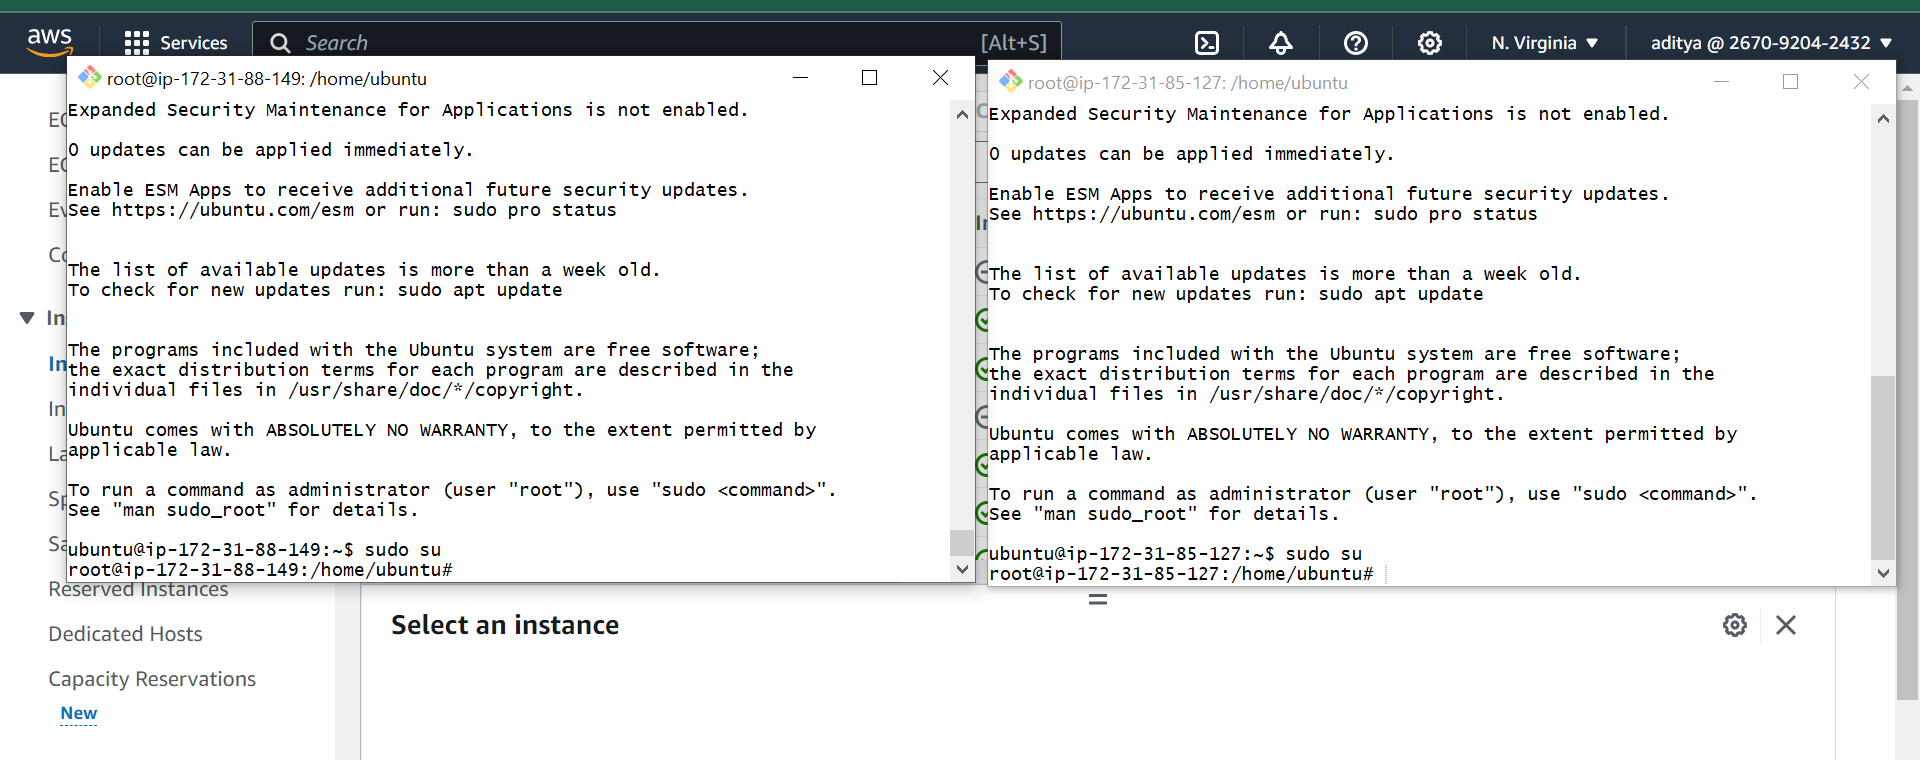 aws
Services
Search
[Alt+S]
N. Virginia
aditya @ 2670-9204-2432
root@ip-172-31-88-149: /home/ubuntu
Expanded Security Maintenance for Applications is not enabled.
0 updates can be applied immediately.
Enable ESM Apps to receive additional future security updates.
See https://ubuntu.com/esm or run: sudo pro status
The list of available updates is more than a week old.
To check for new updates run: sudo apt update
The programs included with the Ubuntu system are free software;
the exact distribution terms for each program are described in the
individual files in /usr/share/doc/*/copyright.
Ubuntu comes with ABSOLUTELY NO WARRANTY, to the extent permitted by
applicable law.
To run a command as administrator (user "root"), use "sudo <command>".
See "man sudo_root" for details.
ubuntu@ip-172-31-88-149:~$ sudo su
root@ip-172-31-88-149:/home/ubuntu#
root@ip-172-31-85-127: /home/ubuntu
Expanded Security Maintenance for Applications is not enabled.
0 updates can be applied immediately.
Enable ESM Apps to receive additional future security updates.
See https://ubuntu.com/esm or run: sudo pro status
The list of available updates is more than a week old.
To check for new updates run: sudo apt update
The programs included with the Ubuntu system are free software;
the exact distribution terms for each program are described in the
individual files in /usr/share/doc/*/copyright.
Ubuntu comes with ABSOLUTELY NO WARRANTY, to the extent permitted by
applicable law.
To run a command as administrator (user "root"), use "sudo <command>".
See "man sudo_root" for details.
ubuntu@ip-172-31-85-127:~$ sudo su
root@ip-172-31-85-127:/home/ubuntu#
Reserved Instances
Dedicated Hosts
Capacity Reservations
New
Select an instance